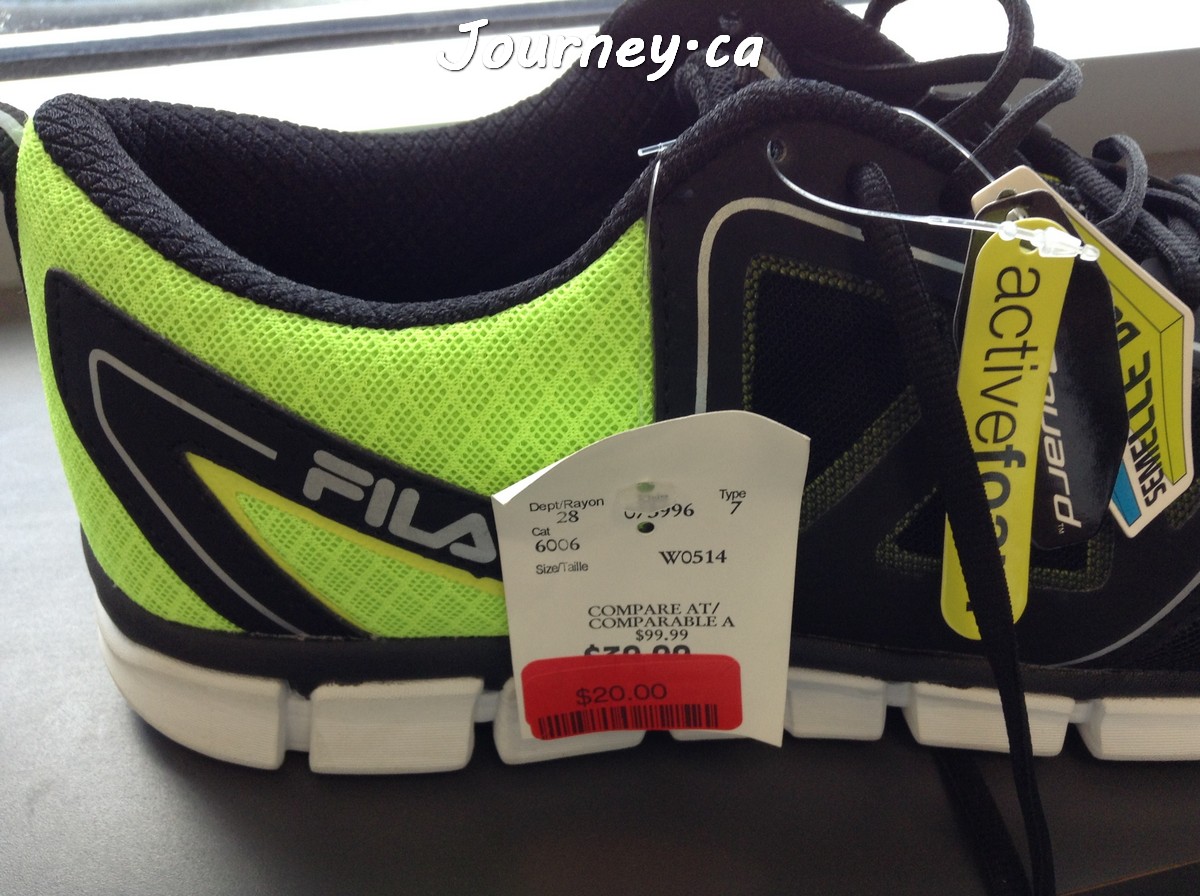 Journey.ca
FILA
Dept/Rayon
28
Type
7
Cat
6006
Size/Taille
W0514
COMPARE AT/
COMPARABLE A
$99.99
$20.00
activefoam
SEMELLE